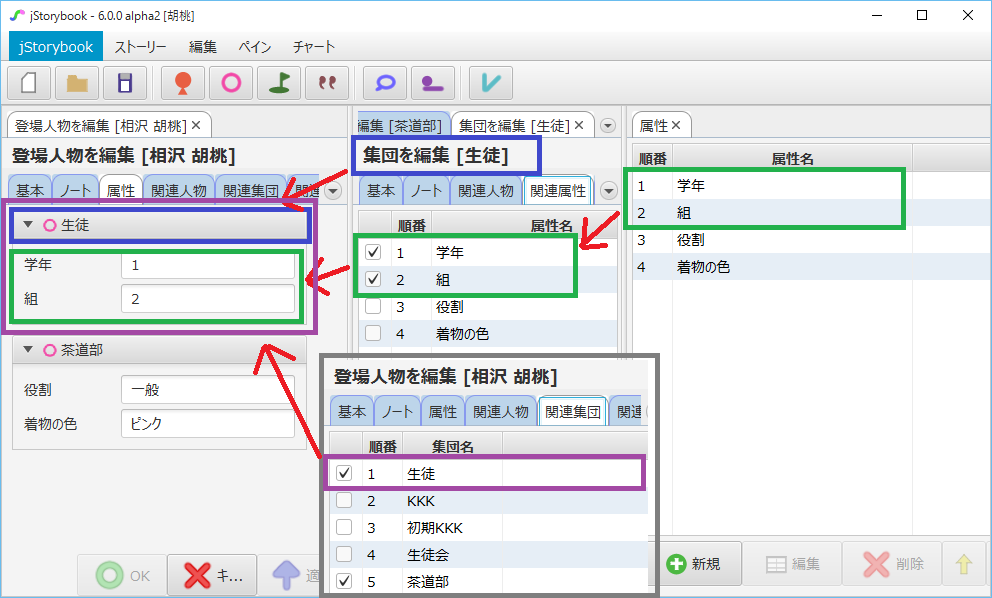 jStorybook - 6.0.0 alpha2 [胡桃]
jStorybook ストーリー 編集 ペイン チャート
登場人物を編集 [相沢 胡桃]
登場人物を編集 [相沢 胡桃]
基本 ノート 属性 関連人物 関連集団 関連
生徒
学年 1
組 2
茶道部
役割 一般
着物の色 ピンク
OK キ... 適
編集 [茶道部] 集団を編集 [生徒]
集団を編集 [生徒]
基本 ノート 関連人物 関連属性
順番 属性名
1 学年
2 組
3 役割
4 着物の色
登場人物を編集 [相沢 胡桃]
基本 ノート 属性 関連人物 関連集団 関連
順番 集団名
1 生徒
2 KKK
3 初期KKK
4 生徒会
5 茶道部
属性
順番 属性名
1 学年
2 組
3 役割
4 着物の色
新規 編集 削除